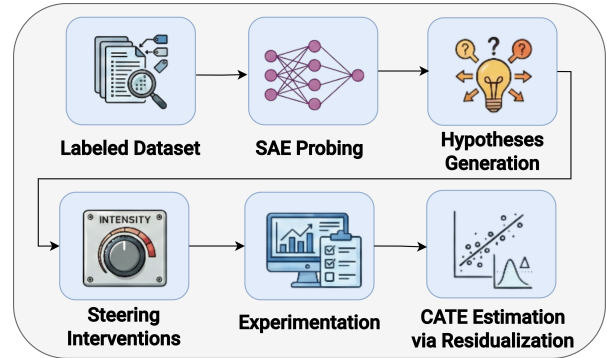 ? ? ?
Labeled Dataset
SAE Probing
Hypotheses
Generation
INTENSITY
Δ
Steering
Interventions
Experimentation
CATE Estimation
via Residualization